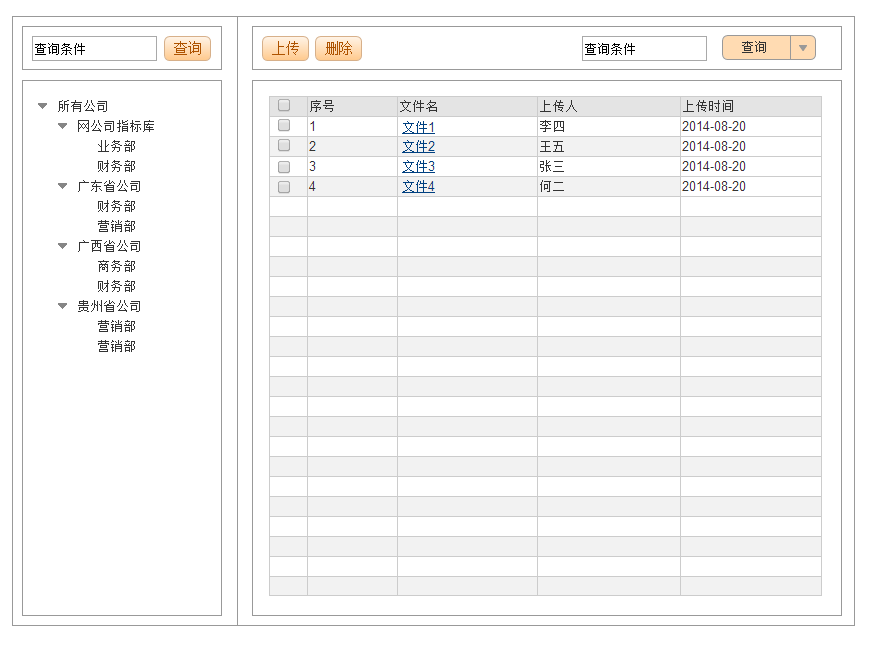 查询条件 查询
所有公司
网公司指标库
业务部
财务部
广东省公司
财务部
营销部
广西省公司
商务部
财务部
贵州省公司
营销部
营销部
上传 删除 查询条件 查询
序号 文件名 上传人 上传时间
1 文件1 李四 2014-08-20
2 文件2 王五 2014-08-20
3 文件3 张三 2014-08-20
4 文件4 何二 2014-08-20